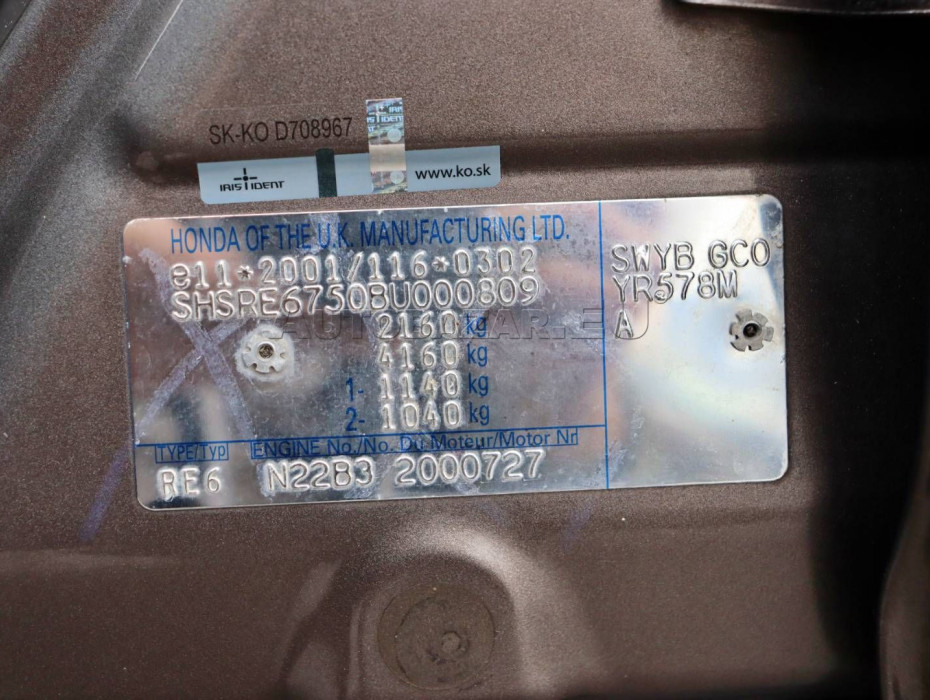 SK-KO D708967
IRIS IDENT
www.ko.sk
HONDA OF THE U.K. MANUFACTURING LTD.
e11*2001/116*0302
SHSRE6750BU000809
2160 kg
4160 kg
1- 1140 kg
2- 1040 kg
TYPE/Typ ENGINE No./No. Du Moteur/Motor Nr
RE6 N22B3 2000727
SWYB GCO
YR578M
A